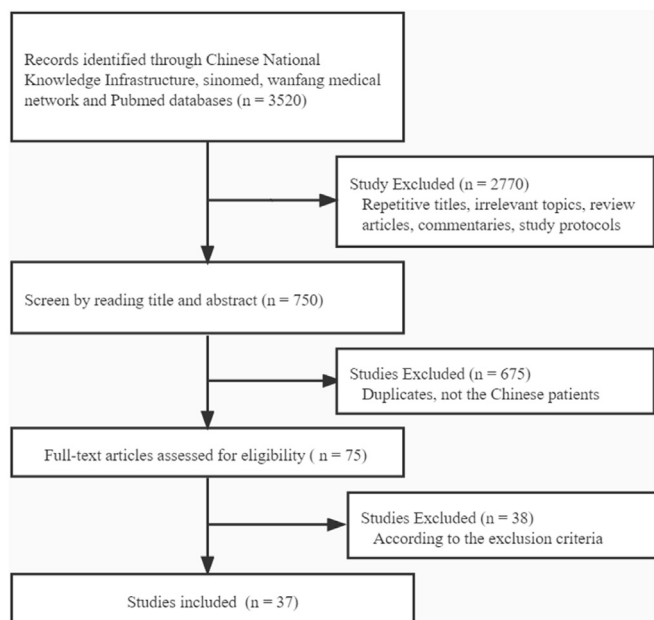 Records identified through Chinese National
Knowledge Infrastructure, sinomed, wanfang medical
network and Pubmed databases (n = 3520)
Study Excluded (n = 2770)
Repetitive titles, irrelevant topics, review
articles, commentaries, study protocols
Screen by reading title and abstract (n = 750)
Studies Excluded (n = 675)
Duplicates, not the Chinese patients
Full-text articles assessed for eligibility ( n = 75)
Studies Excluded (n = 38)
According to the exclusion criteria
Studies included (n = 37)